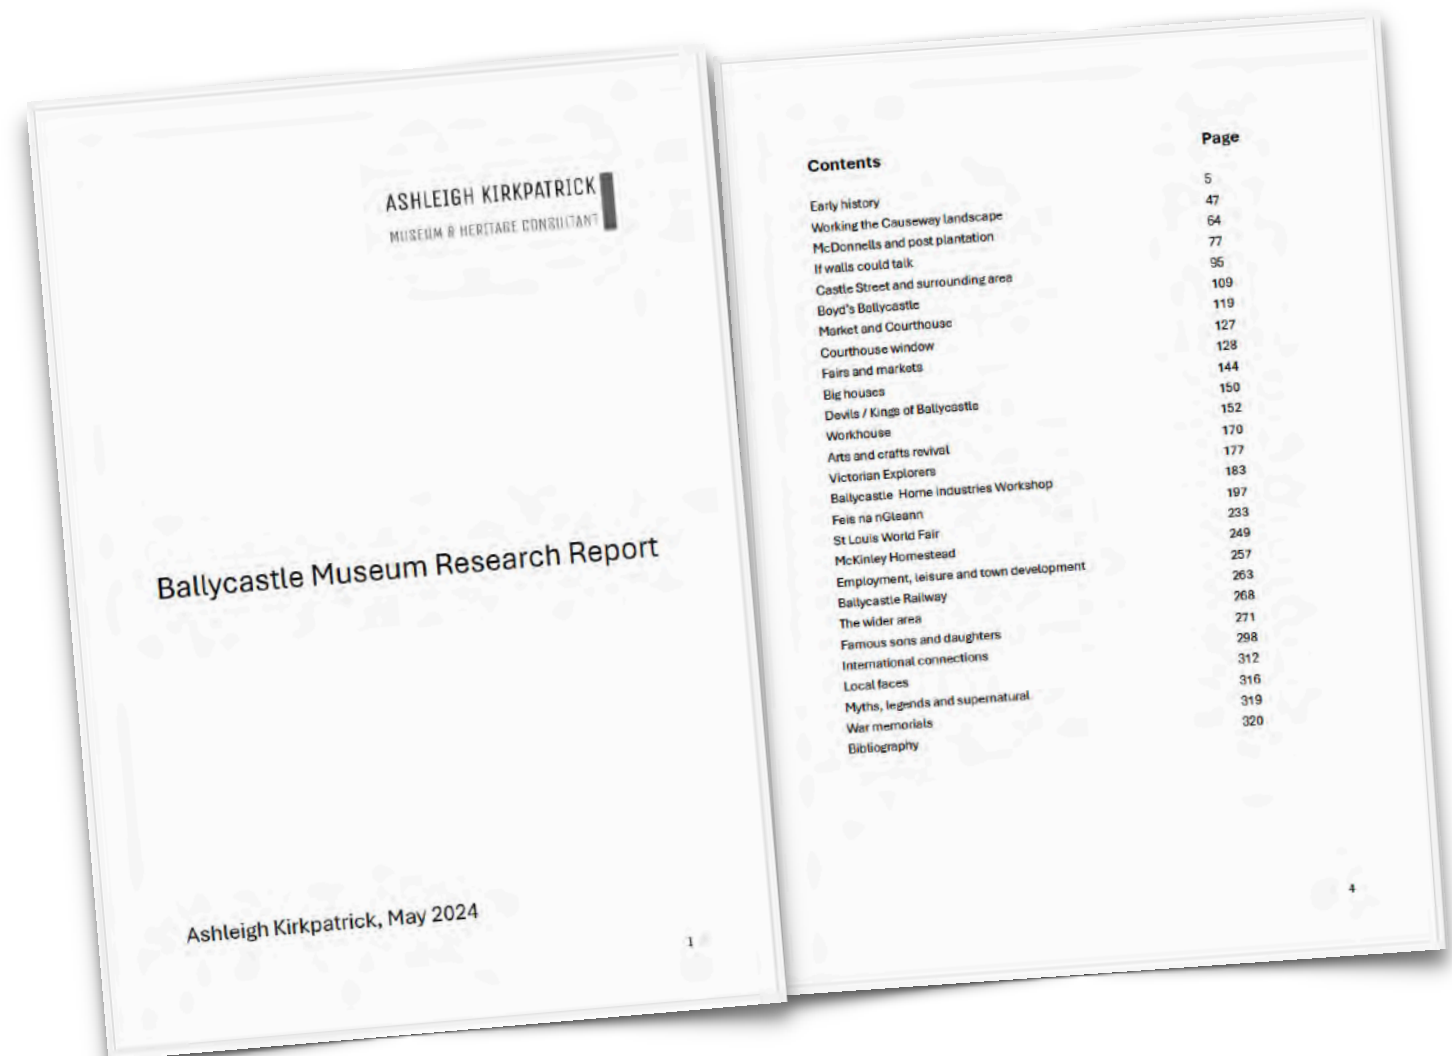 ASHLEIGH KIRKPATRICK
MUSEUM & HERITAGE CONSULTANT
Ballycastle Museum Research Report
Ashleigh Kirkpatrick, May 2024
1
Contents Page
Early history 5
Working the Causeway landscape 47
McDonnells and post plantation 64
If walls could talk 77
Castle Street and surrounding area 95
Boyd's Ballycastle 109
Market and Courthouse 119
Courthouse window 127
Fairs and markets 128
Big houses 144
Devils / Kings of Ballycastle 150
Workhouse 152
Arts and crafts revival 170
Victorian Explorers 177
Ballycastle Home Industries Workshop 183
Feis na nGleann 197
St Louis World Fair 233
McKinley Homestead 249
Employment, leisure and town development 257
Ballycastle Railway 263
The wider area 268
Famous sons and daughters 271
International connections 298
Local faces 312
Myths, legends and supernatural 316
War memorials 319
Bibliography 320
4